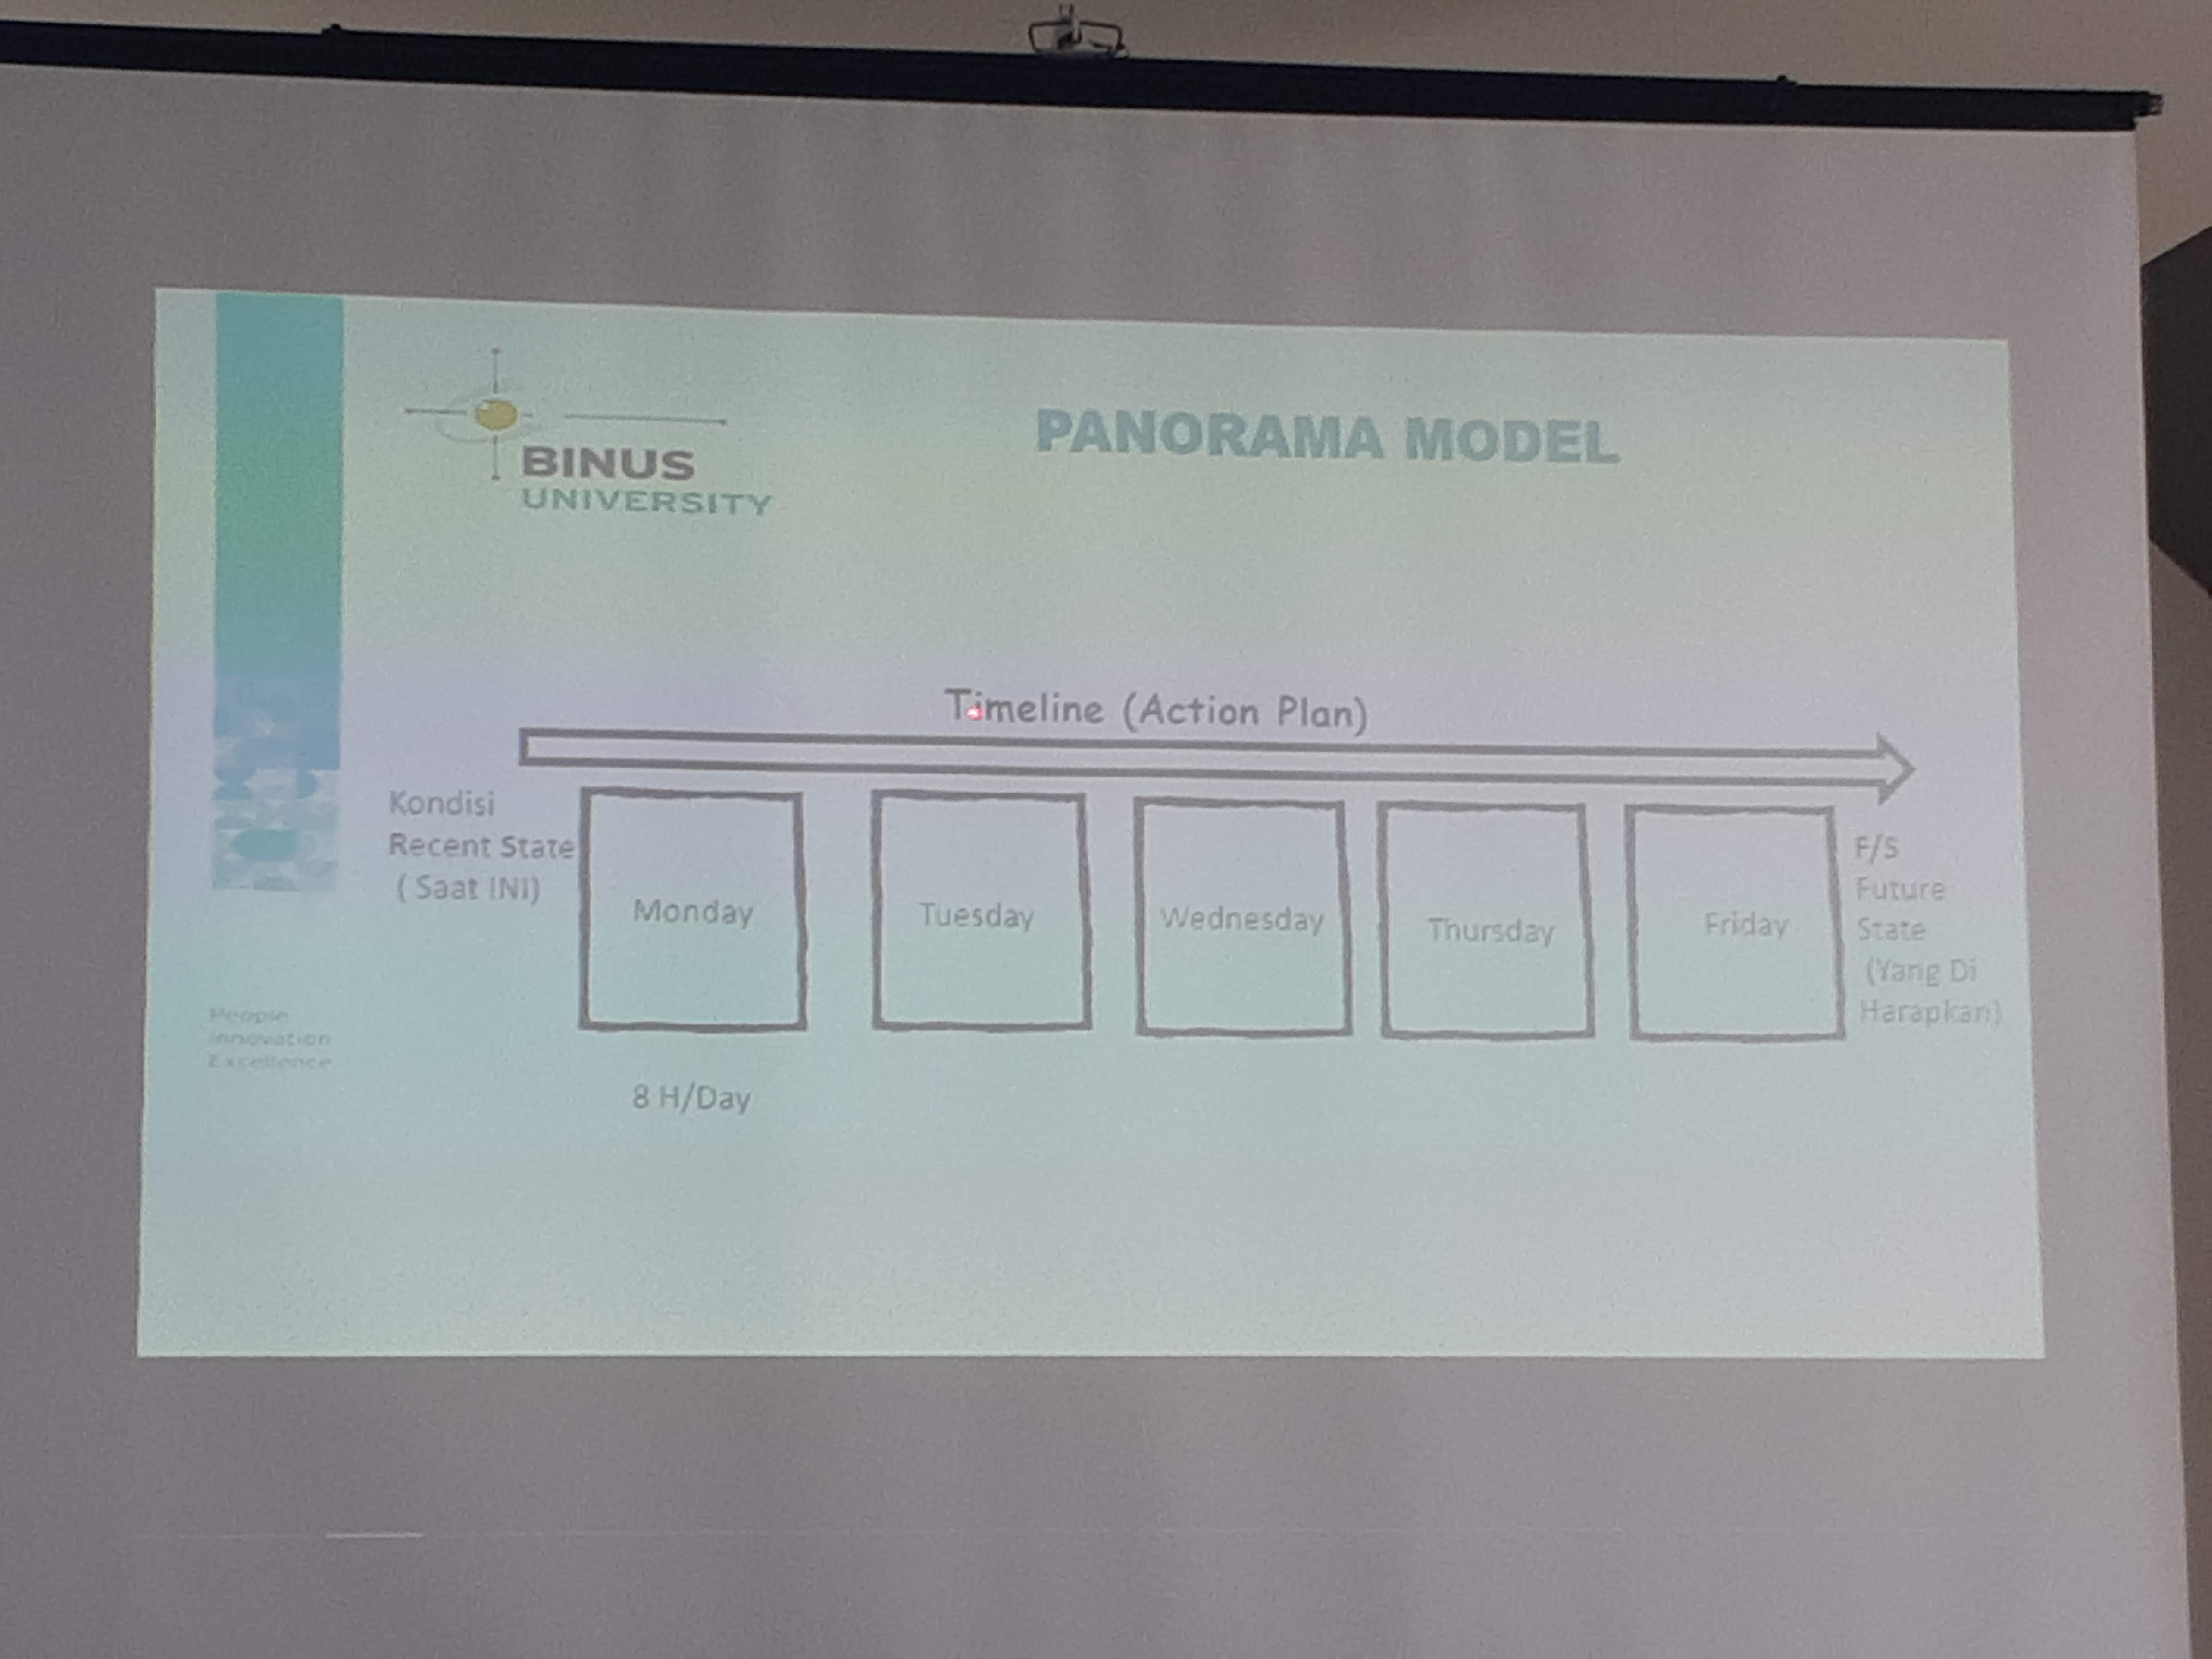 BINUS
UNIVERSITY
PANORAMA MODEL
Timeline (Action Plan)
Kondisi
Recent State
( Saat INI)
Monday
Tuesday
Wednesday
Thursday
Friday
F/S
Future
State
(Yang Di
Harapkan)
People
Innovation
Excellence
8 H/Day